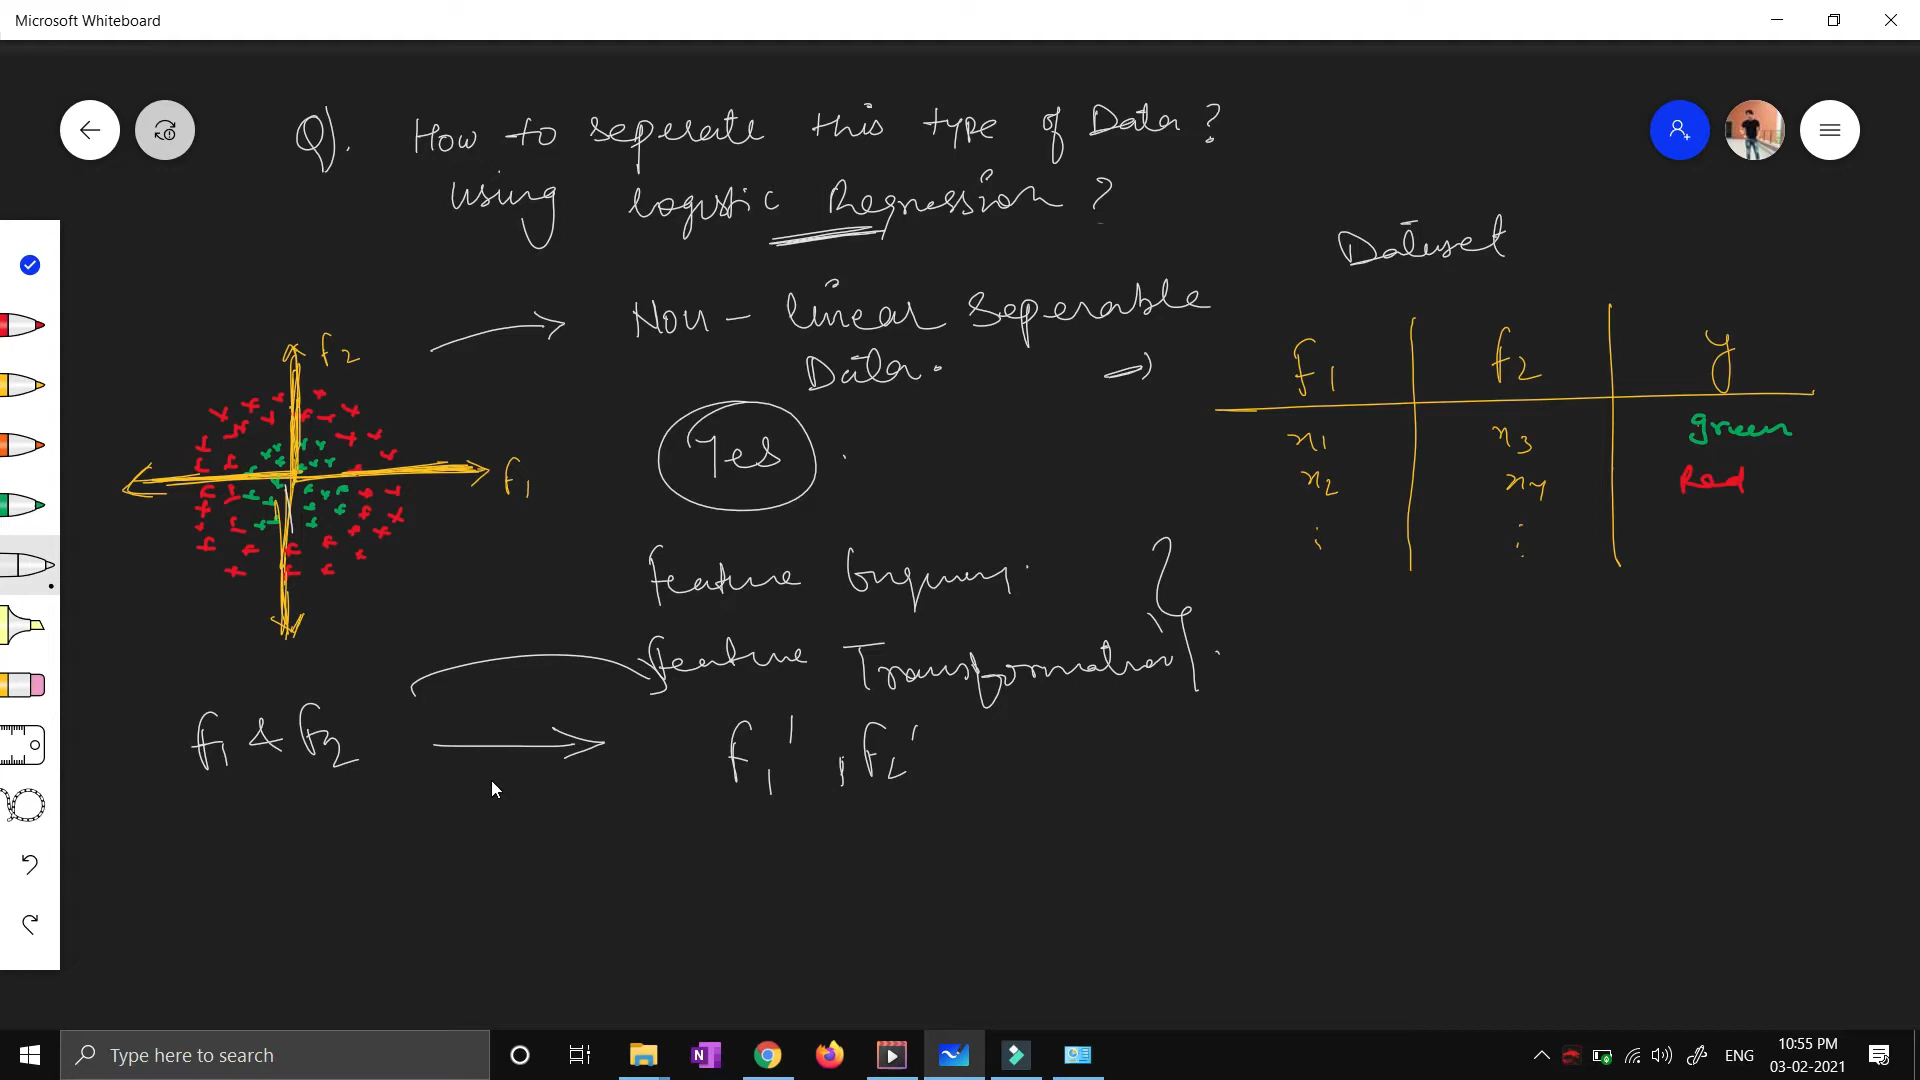 Microsoft Whiteboard
Q). How to seperate this type of Data?
using logistic Regression?
Dataset
Non - linear Seperable
Data.
f1 f2 y
x1 x3 green
x2 x4 Red
f2
f1
Yes
feature
feature Transformation
f1 & f2
f1' , f2'
Type here to search
ENG
10:55 PM
03-02-2021